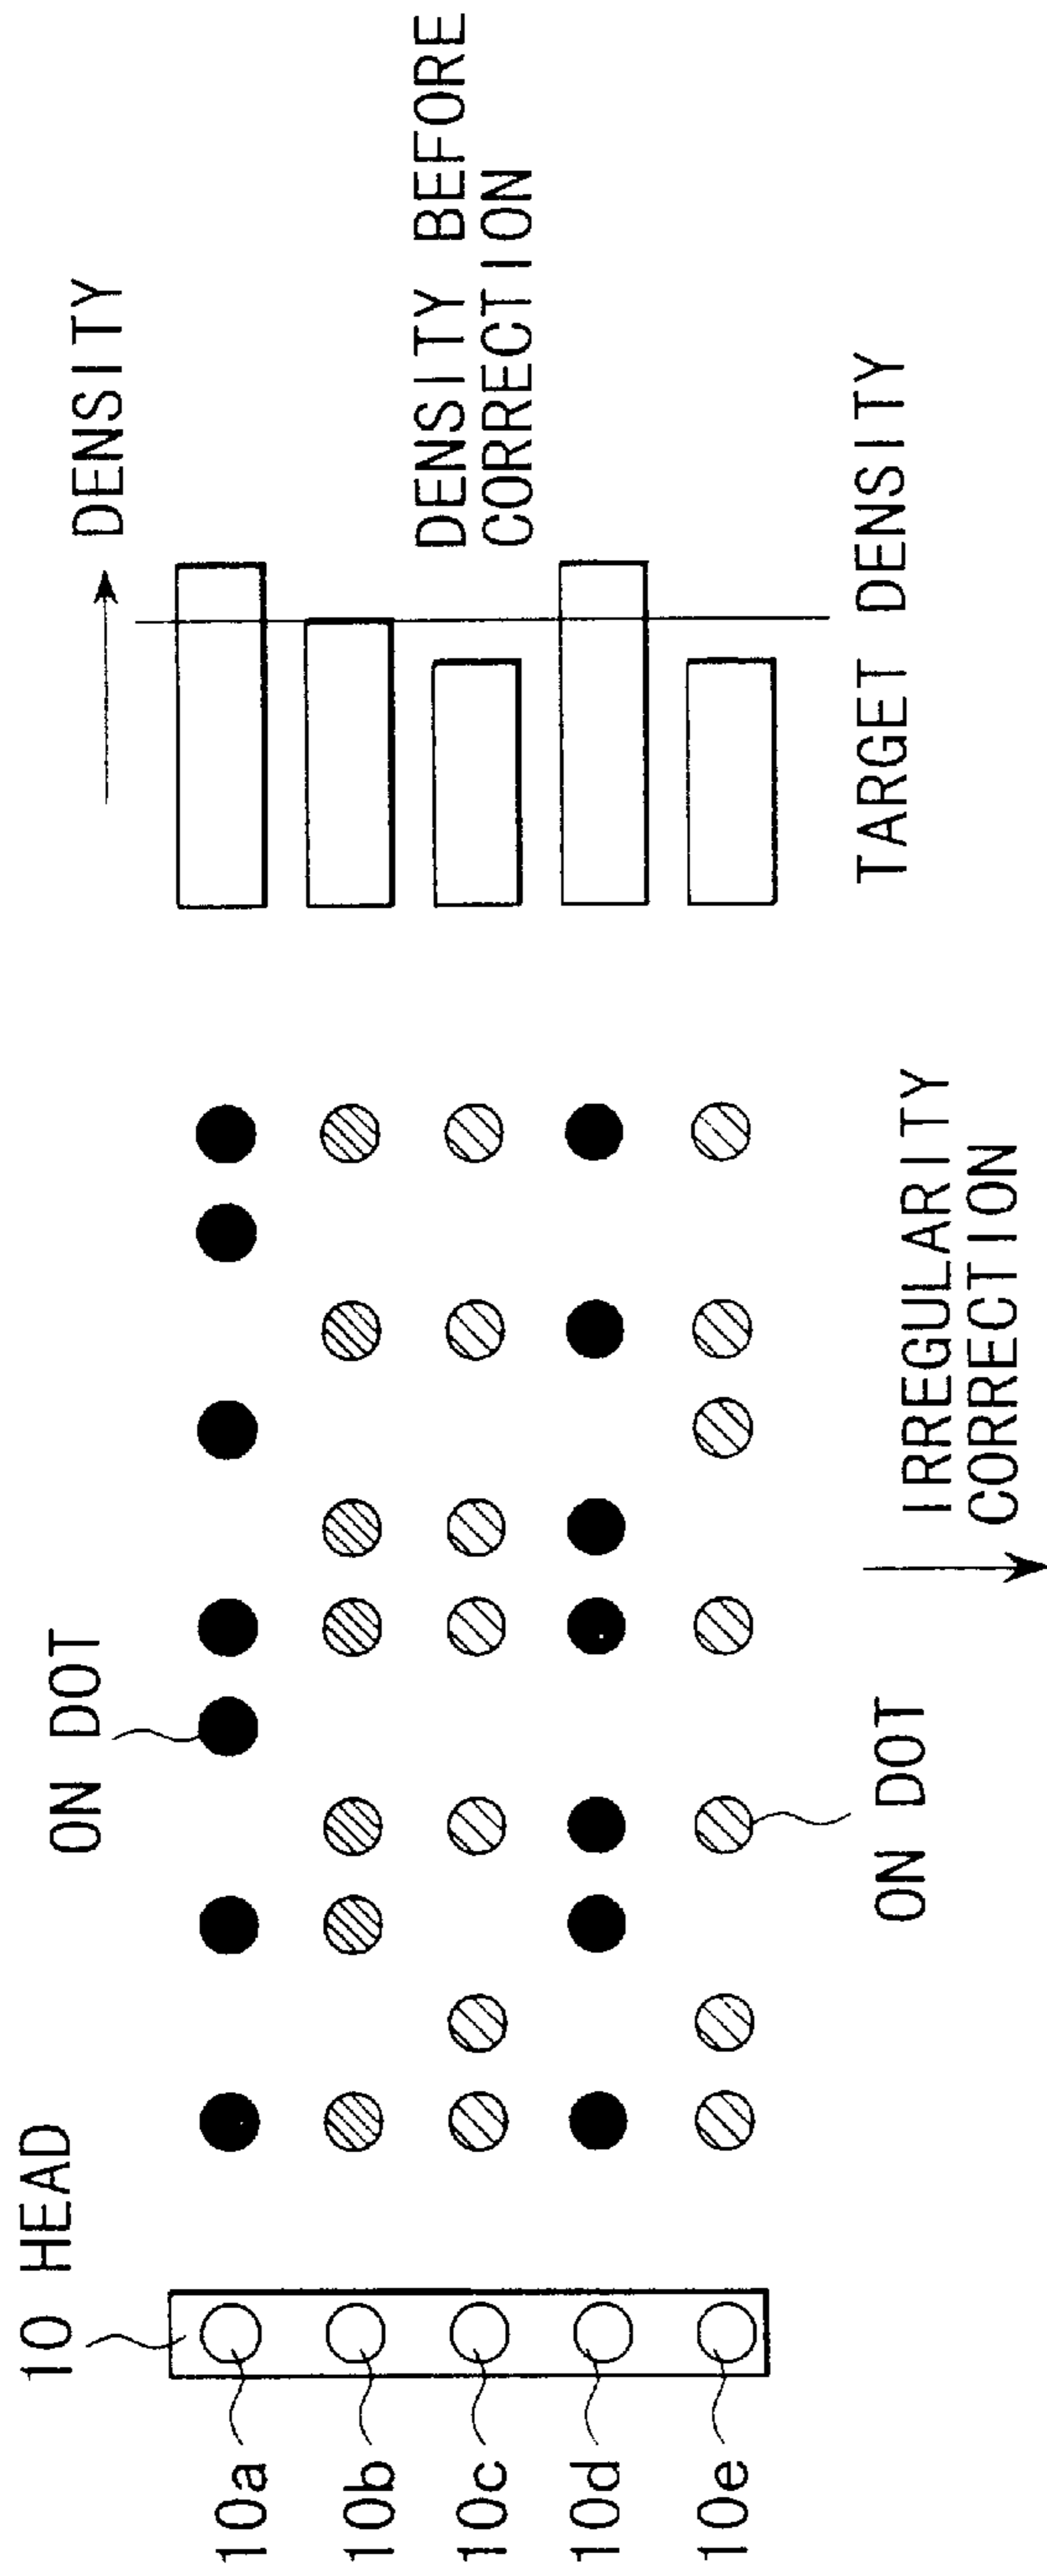 10 HEAD
10a
10b
10c
10d
10e
ON DOT
ON DOT
IRREGULARITY
CORRECTION
DENSITY
DENSITY BEFORE
CORRECTION
TARGET DENSITY